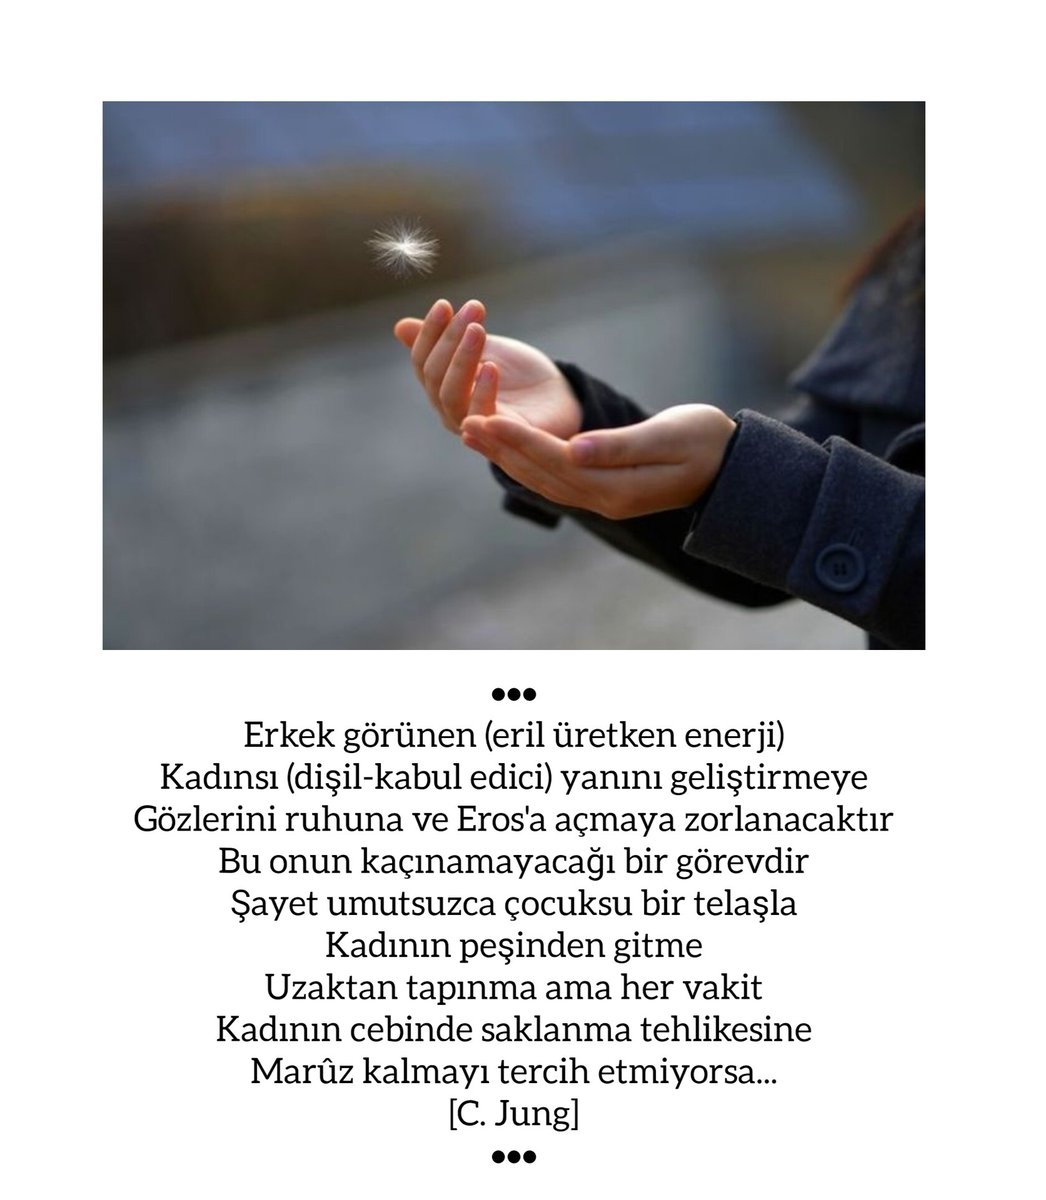 •••
Erkek görünen (eril üretken enerji)
Kadınsı (dişil-kabul edici) yanını geliştirmeye
Gözlerini ruhuna ve Eros'a açmaya zorlanacaktır
Bu onun kaçınamayacağı bir görevdir
Şayet umutsuzca çocuksu bir telaşla
Kadının peşinden gitme
Uzaktan tapınma ama her vakit
Kadının cebinde saklanma tehlikesine
Marûz kalmayı tercih etmiyorsa...
[C. Jung]
•••